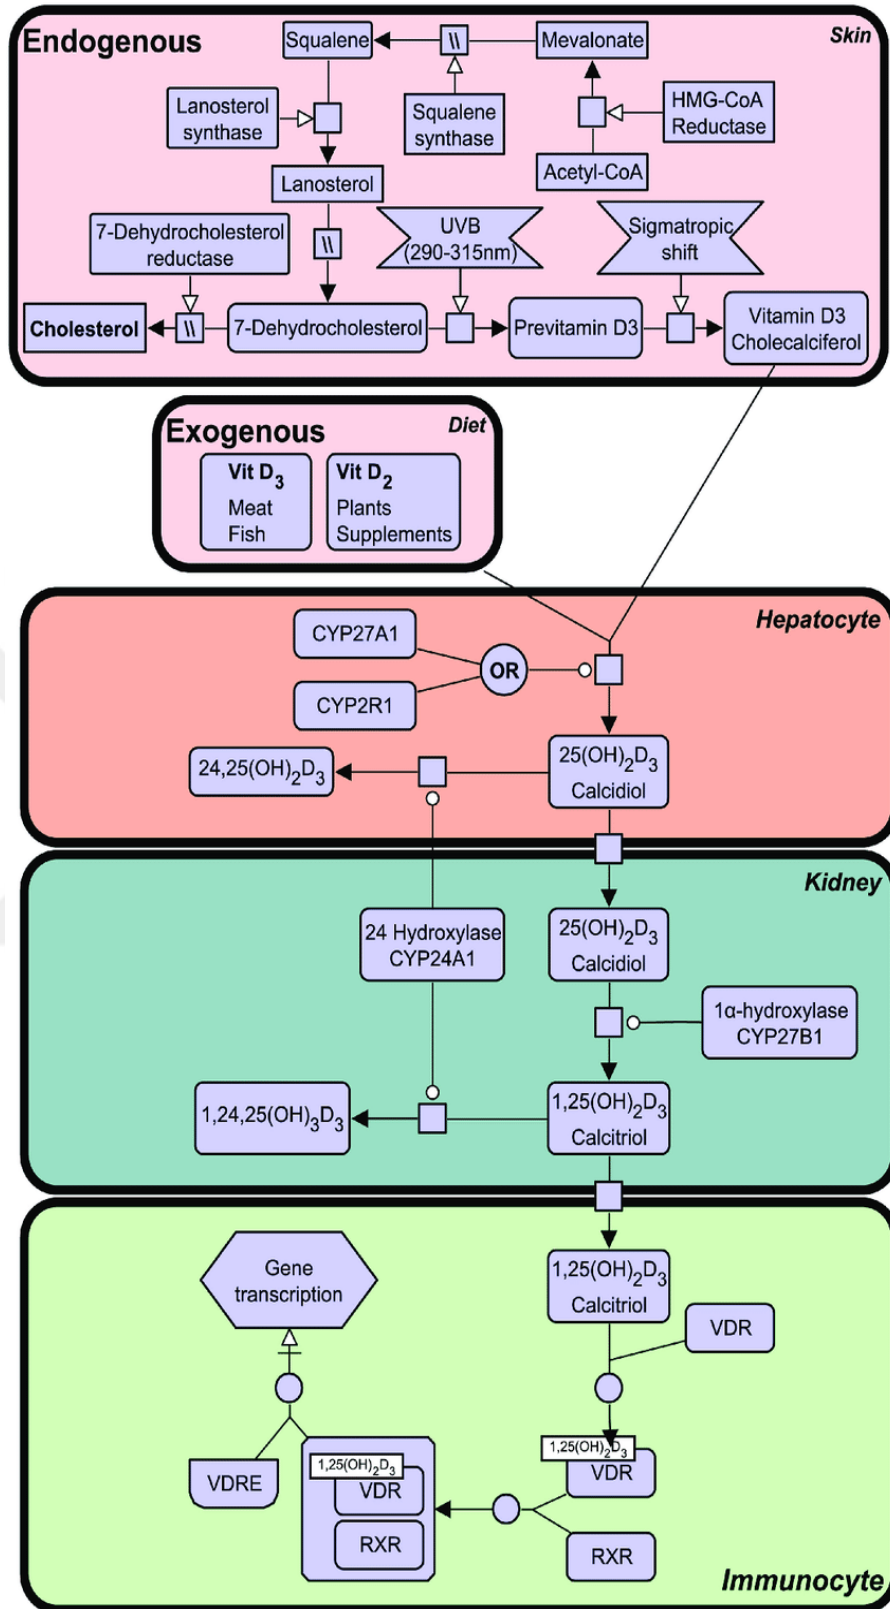 Endogenous
Skin
Squalene
\\
Mevalonate
Lanosterol
synthase
Squalene
synthase
HMG-CoA
Reductase
Acetyl-CoA
Lanosterol
7-Dehydrocholesterol
reductase
\\
UVB
(290-315nm)
Sigmatropic
shift
Cholesterol
\\
7-Dehydrocholesterol
Previtamin D3
Vitamin D3
Cholecalciferol
Exogenous
Diet
Vit D3
Meat
Fish
Vit D2
Plants
Supplements
Hepatocyte
CYP27A1
OR
CYP2R1
24,25(OH)2D3
25(OH)2D3
Calcidiol
Kidney
24 Hydroxylase
CYP24A1
25(OH)2D3
Calcidiol
1α-hydroxylase
CYP27B1
1,24,25(OH)3D3
1,25(OH)2D3
Calcitriol
Gene
transcription
1,25(OH)2D3
Calcitriol
VDR
1,25(OH)2D3
VDR
1,25(OH)2D3
VDR
VDRE
RXR
RXR
Immunocyte